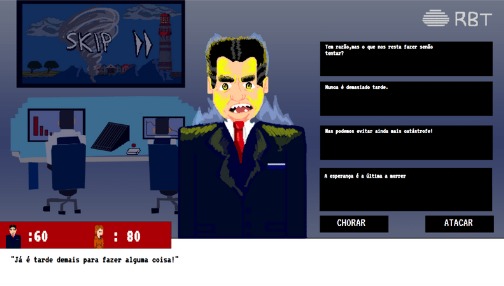 SKIP
RBT
Tem razão,mas o que nos resta fazer senão
tentar?
Nunca é demasiado tarde.
Mas podemos evitar ainda mais catástrofe!
A esperança é a última a morrer
CHORAR
ATACAR
:60
: 80
"Já é tarde demais para fazer alguma coisa!"